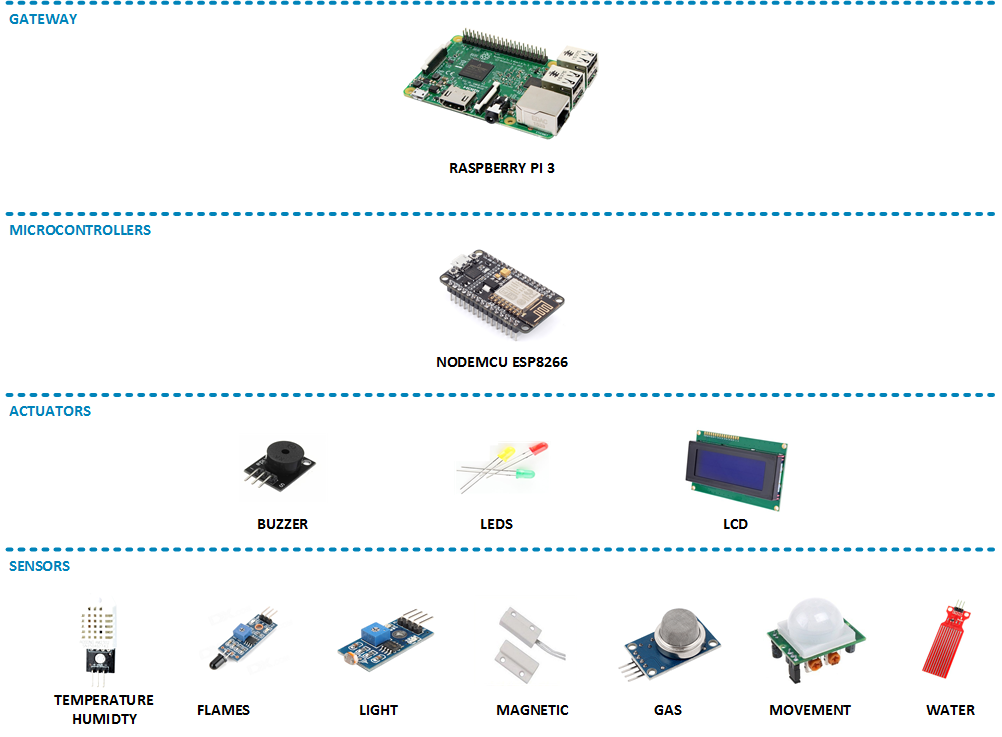 GATEWAY
RASPBERRY PI 3
MICROCONTROLLERS
NODEMCU ESP8266
ACTUATORS
BUZZER
LEDS
LCD
SENSORS
TEMPERATURE
HUMIDTY
FLAMES
LIGHT
MAGNETIC
GAS
MOVEMENT
WATER